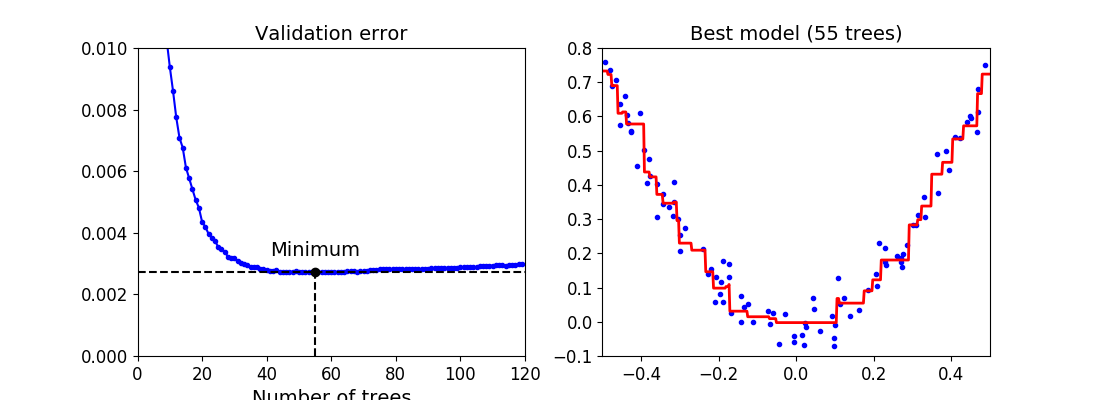 Validation error
0.010
0.008
0.006
0.004
0.002
0.000
Minimum
0 20 40 60 80 100 120
Number of trees
Best model (55 trees)
0.8
0.7
0.6
0.5
0.4
0.3
0.2
0.1
0.0
−0.1
−0.4 −0.2 0.0 0.2 0.4